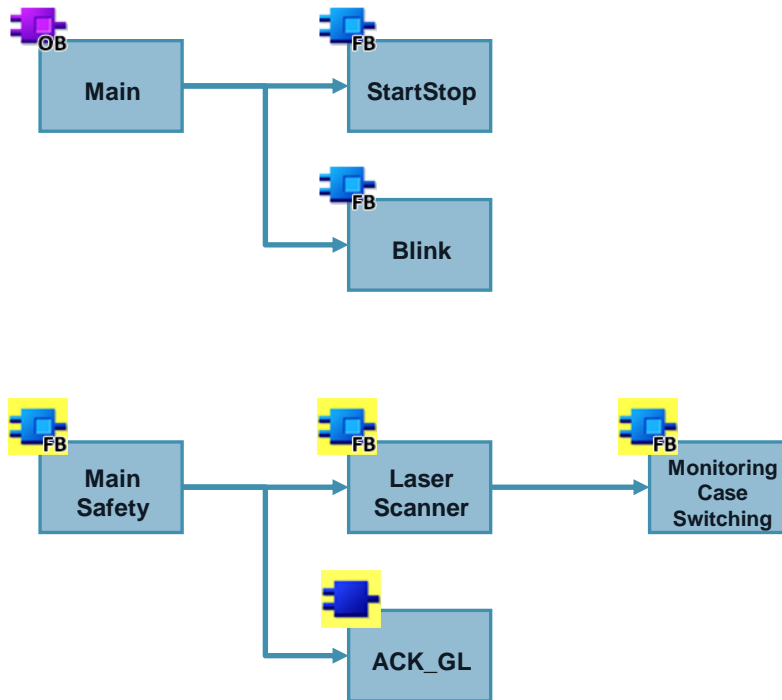 OB
Main
FB
StartStop
FB
Blink
FB
Main
Safety
FB
Laser
Scanner
FB
Monitoring
Case
Switching
ACK_GL